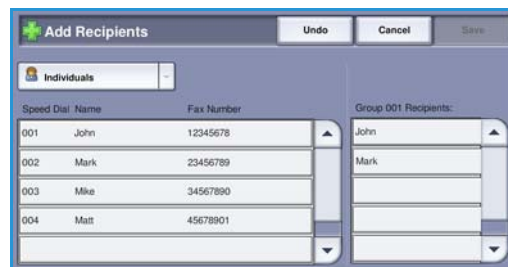 Add Recipients
Undo
Cancel
Save
Individuals
Speed Dial Name Fax Number
001 John 12345678
002 Mark 23456789
003 Mike 34567890
004 Matt 45678901
Group 001 Recipients:
John
Mark